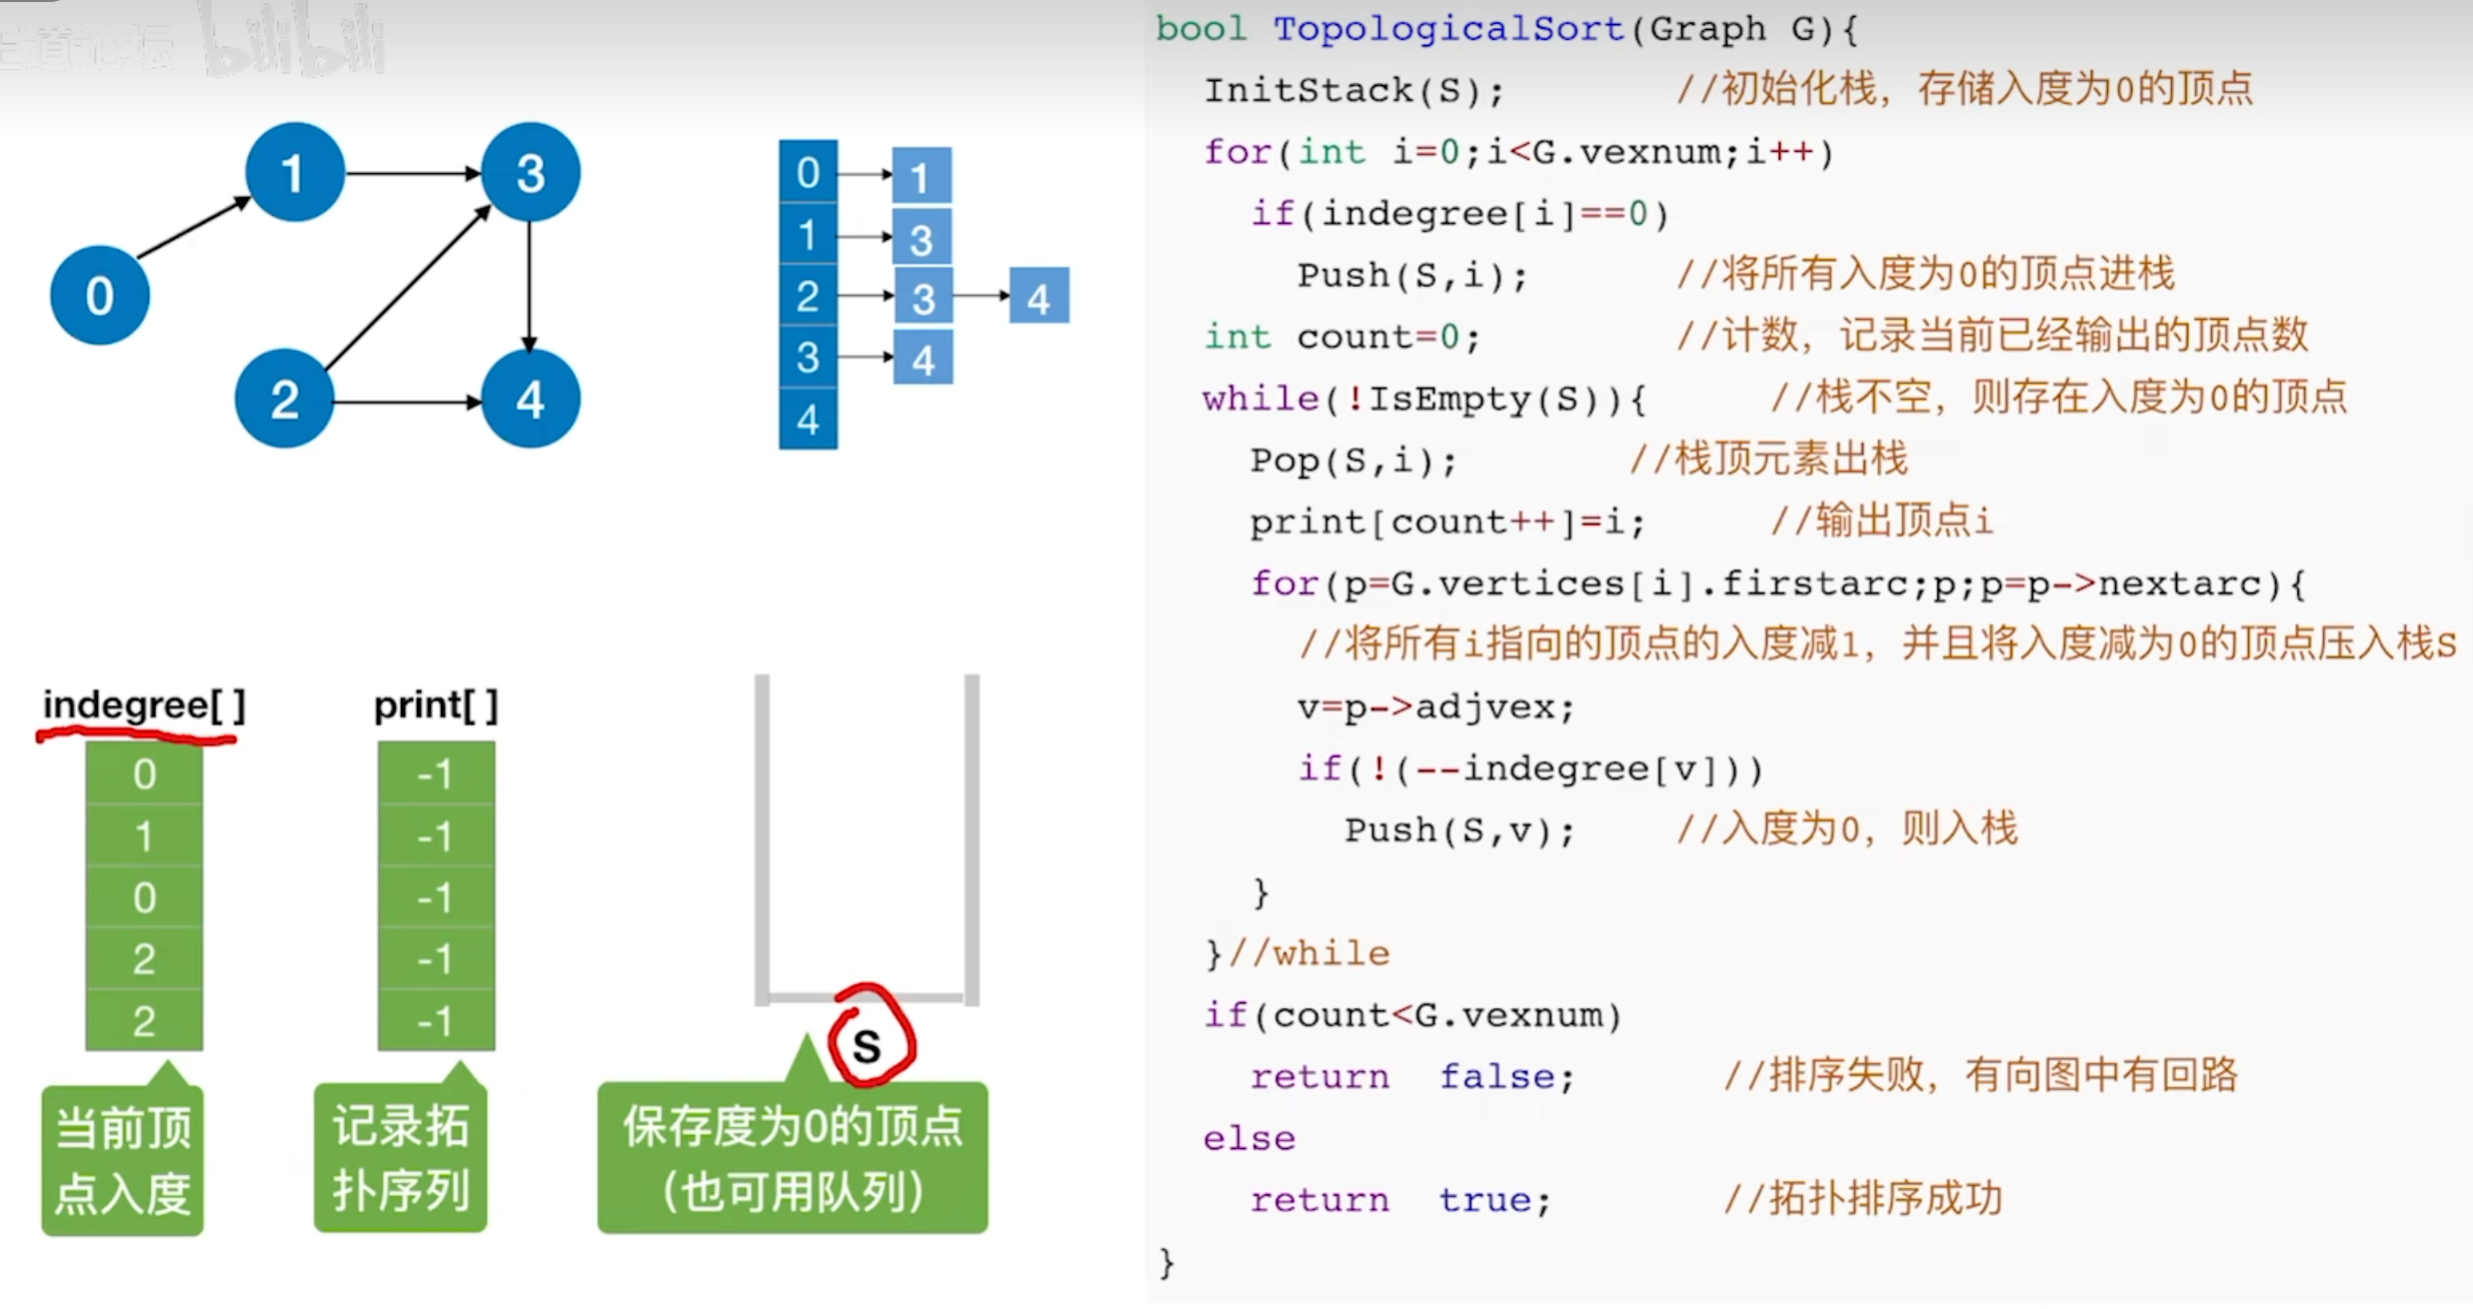 bilibili
0
1
2
3
4
0 1
1 3
2 3 4
3 4
4
indegree[ ]
0
1
0
2
2
当前顶
点入度
print[ ]
-1
-1
-1
-1
-1
记录拓
扑序列
S
保存度为0的顶点
(也可用队列)
bool TopologicalSort(Graph G){
InitStack(S); //初始化栈，存储入度为0的顶点
for(int i=0;i<G.vexnum;i++)
if(indegree[i]==0)
Push(S,i); //将所有入度为0的顶点进栈
int count=0; //计数，记录当前已经输出的顶点数
while(!IsEmpty(S)){ //栈不空，则存在入度为0的顶点
Pop(S,i); //栈顶元素出栈
print[count++]=i; //输出顶点i
for(p=G.vertices[i].firstarc;p;p=p->nextarc){
//将所有i指向的顶点的入度减1，并且将入度减为0的顶点压入栈S
v=p->adjvex;
if(!(--indegree[v]))
Push(S,v); //入度为0，则入栈
}
}//while
if(count<G.vexnum)
return false; //排序失败，有向图中有回路
else
return true; //拓扑排序成功
}